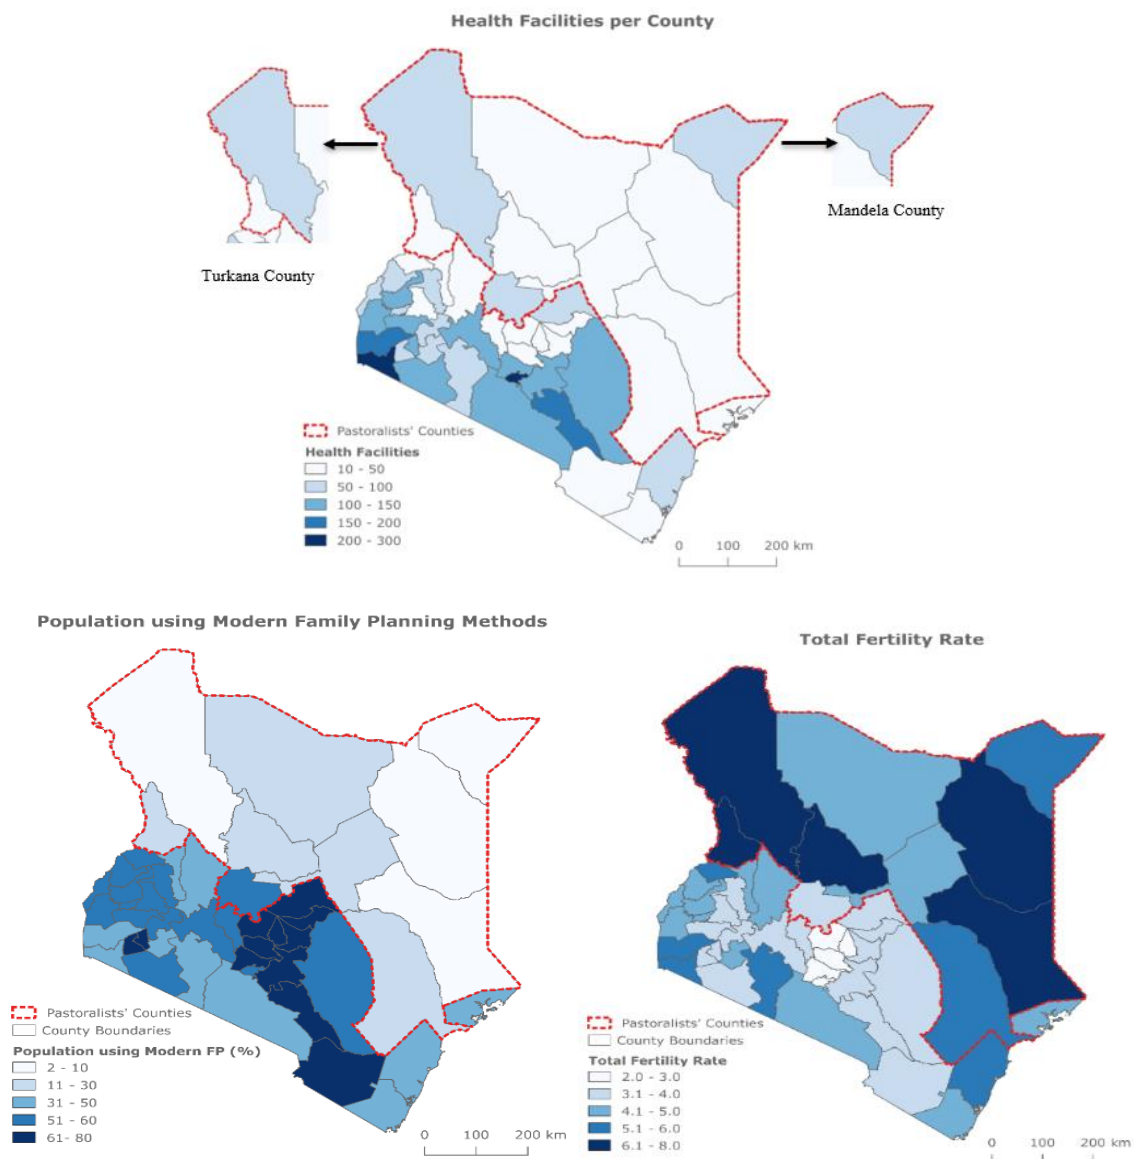 Health Facilities per County
Mandela County
Turkana County
Pastoralists' Counties
Health Facilities
10 - 50
50 - 100
100 - 150
150 - 200
200 - 300
0 100 200 km
Population using Modern Family Planning Methods
Pastoralists' Counties
County Boundaries
Population using Modern FP (%)
2 - 10
11 - 30
31 - 50
51 - 60
61- 80
0 100 200 km
Total Fertility Rate
Pastoralists' Counties
County Boundaries
Total Fertility Rate
2.0 - 3.0
3.1 - 4.0
4.1 - 5.0
5.1 - 6.0
6.1 - 8.0
0 100 200 km